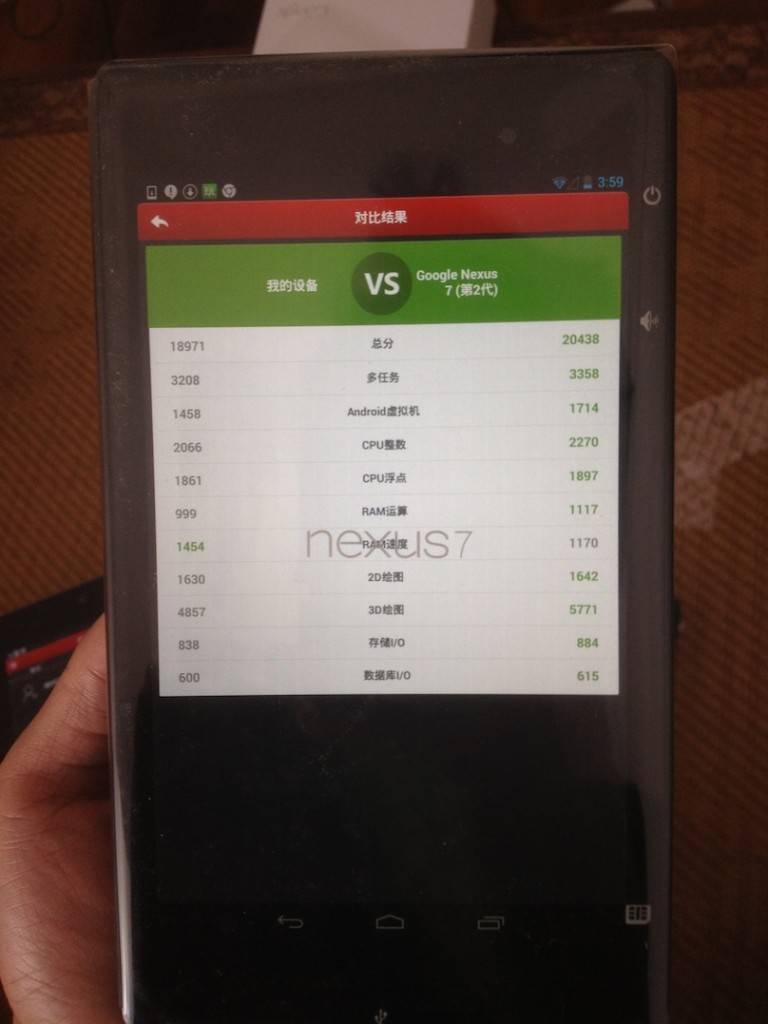 3:59
对比结果
我的设备 VS Google Nexus
7 (第2代)
18971 总分 20438
3208 多任务 3358
1458 Android虚拟机 1714
2066 CPU整数 2270
1861 CPU浮点 1897
999 RAM运算 1117
1454 RAM速度 1170
nexus7
1630 2D绘图 1642
4857 3D绘图 5771
838 存储I/O 884
600 数据库I/O 615